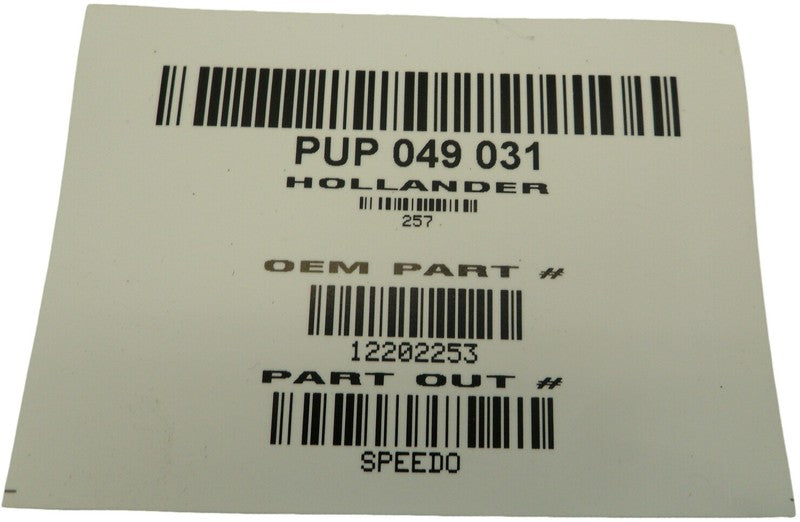 PUP 049 031
HOLLANDER
257
OEM PART #
12202253
PART OUT #
SPEEDO